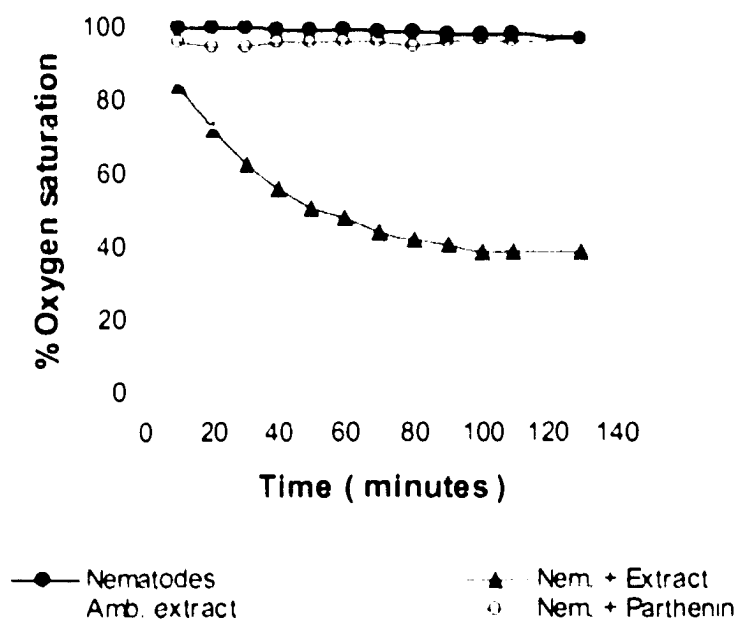 100
80
60
40
20
0
% Oxygen saturation
0 20 40 60 80 100 120 140
Time ( minutes )
Nematodes
Nem. + Extract
Amb. extract
Nem. + Parthenin